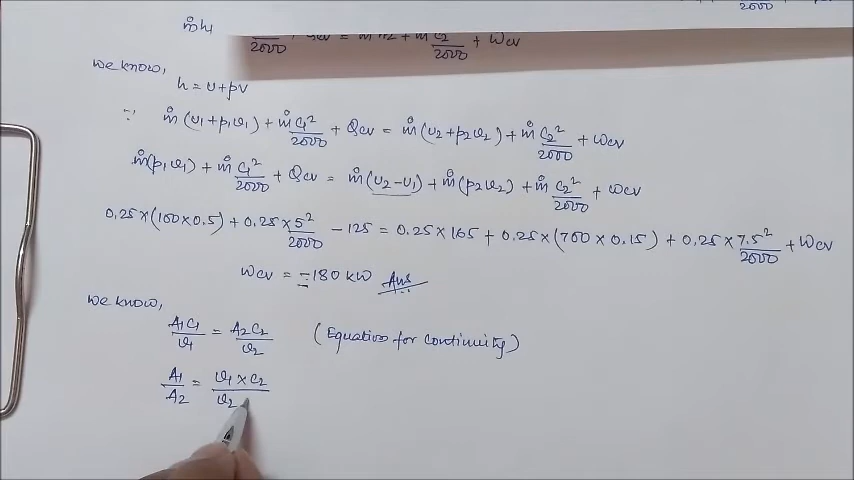 2000
ṁh₁
2000 + Qcv = ṁh₂ + ṁ C₂²/2000 + Wcv
we know,
h = u+pv
∵ ṁ(u₁+p₁v₁) + ṁ C₁²/2000 + Qcv = ṁ(u₂+p₂v₂) + ṁ C₂²/2000 + Wcv
ṁ(p₁v₁) + ṁ C₁²/2000 + Qcv = ṁ(u₂-u₁) + ṁ(p₂v₂) + ṁ C₂²/2000 + Wcv
0.25×(100×0.5) + 0.25×5²/2000 - 125 = 0.25×165 + 0.25×(700×0.15) + 0.25×7.5²/2000 + Wcv
Wcv = -180 kW Ans
we know,
A₁C₁/v₁ = A₂C₂/v₂ (Equation for continuity)
A₁/A₂ = v₁×C₂/v₂